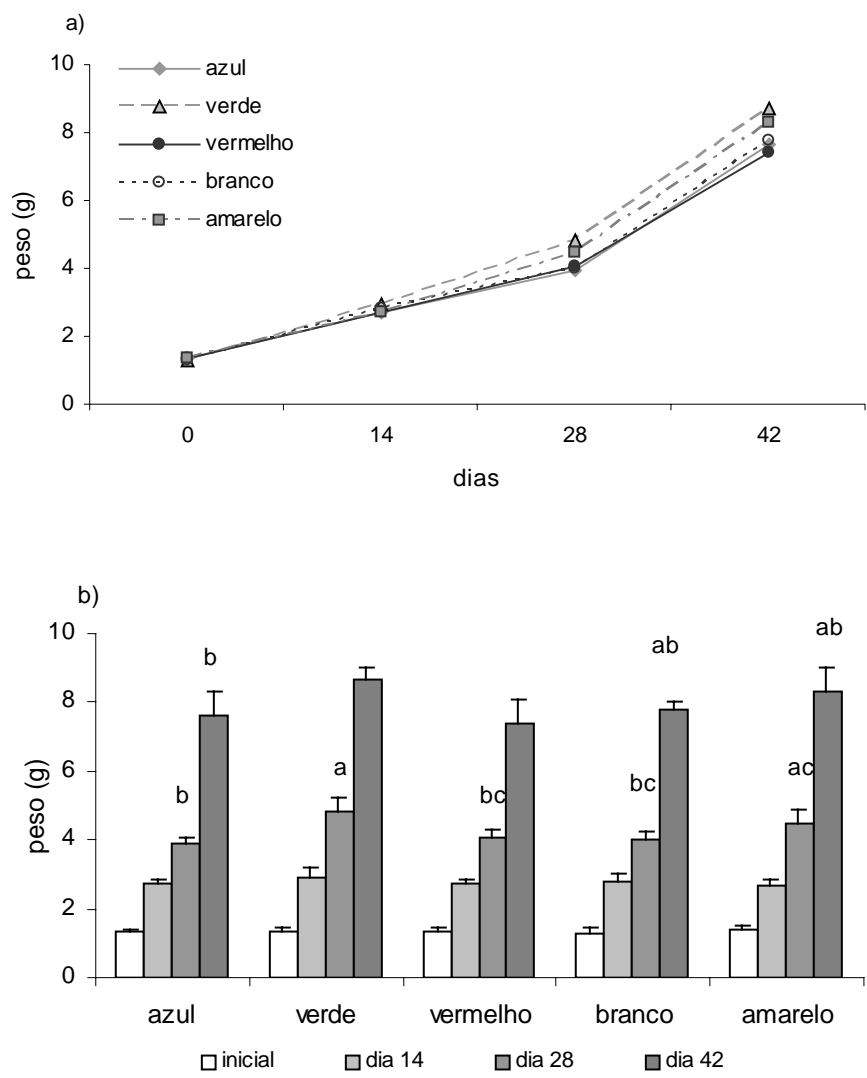 a)
10
8
6
4
2
0
peso (g)
azul
verde
vermelho
branco
amarelo
0 14 28 42
dias
b)
10
8
6
4
2
0
peso (g)
b b
a
bc
bc ab
ac ab
azul verde vermelho branco amarelo
inicial dia 14 dia 28 dia 42